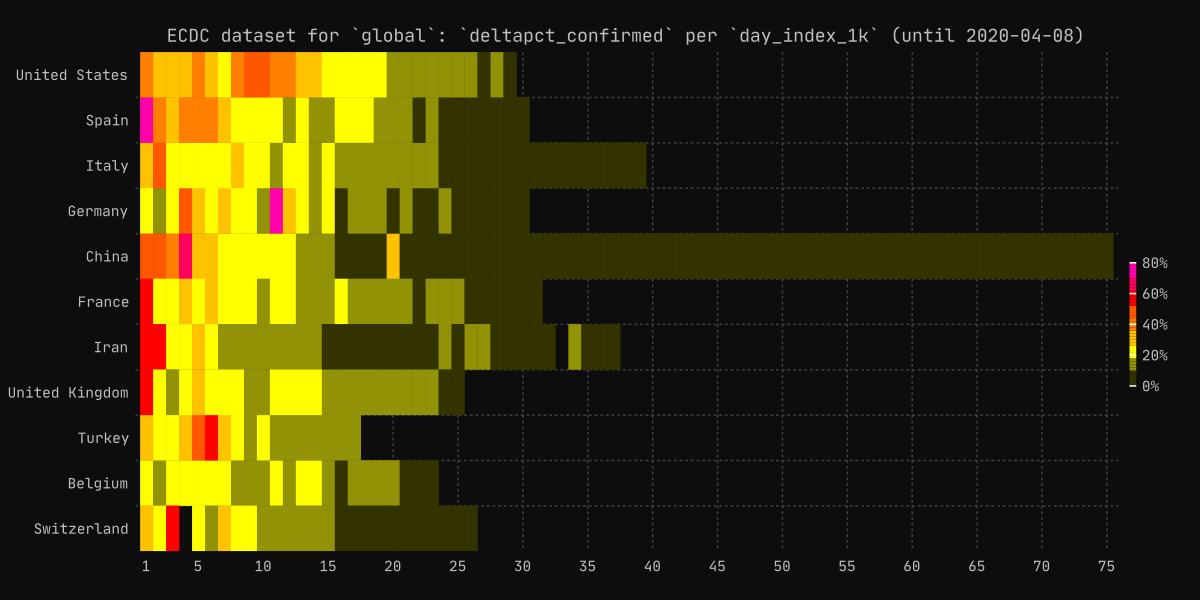 ECDC dataset for `global`: `deltapct_confirmed` per `day_index_1k` (until 2020-04-08)
United States
Spain
Italy
Germany
China
France
Iran
United Kingdom
Turkey
Belgium
Switzerland
80%
60%
40%
20%
0%
1 5 10 15 20 25 30 35 40 45 50 55 60 65 70 75